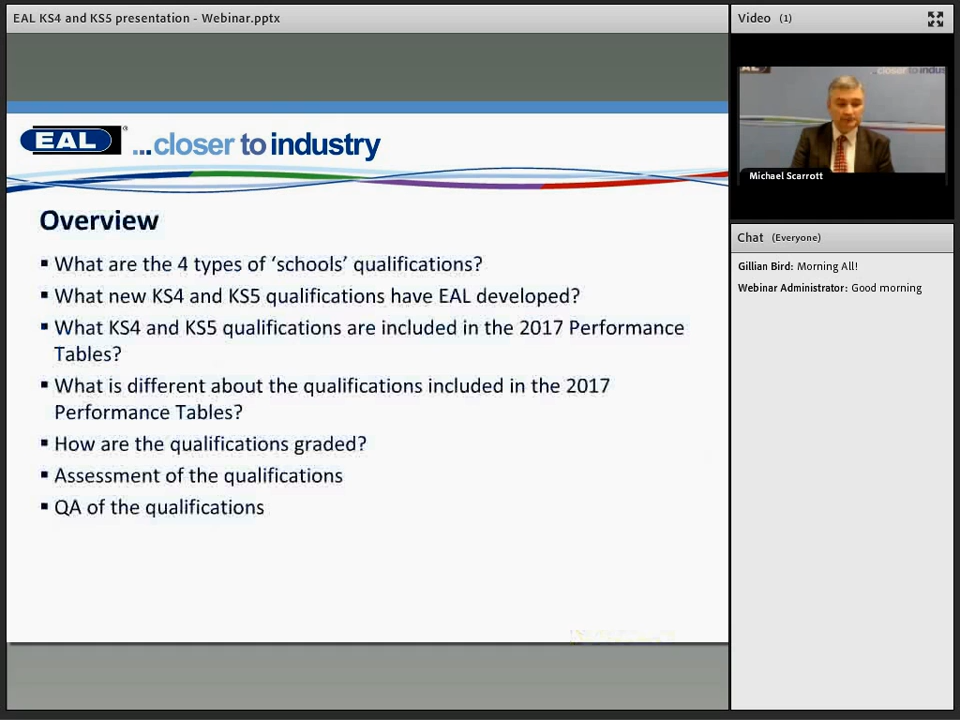 EAL KS4 and KS5 presentation - Webinar.pptx
EAL
...closer to industry
Overview
▪ What are the 4 types of ‘schools’ qualifications?
▪ What new KS4 and KS5 qualifications have EAL developed?
▪ What KS4 and KS5 qualifications are included in the 2017 Performance
Tables?
▪ What is different about the qualifications included in the 2017
Performance Tables?
▪ How are the qualifications graded?
▪ Assessment of the qualifications
▪ QA of the qualifications
Video (1)
EAL
closer to indus
Michael Scarrott
Chat (Everyone)
Gillian Bird: Morning All!
Webinar Administrator: Good morning